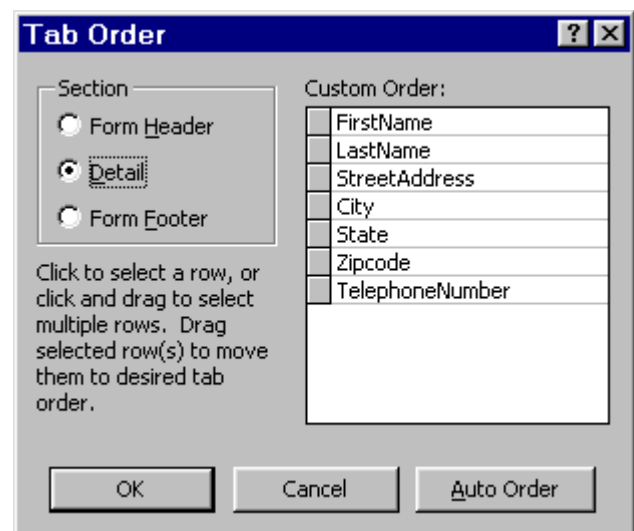 Tab Order
Section
Form Header
Detail
Form Footer
Click to select a row, or
click and drag to select
multiple rows.  Drag
selected row(s) to move
them to desired tab
order.
Custom Order:
FirstName
LastName
StreetAddress
City
State
Zipcode
TelephoneNumber
OK
Cancel
Auto Order